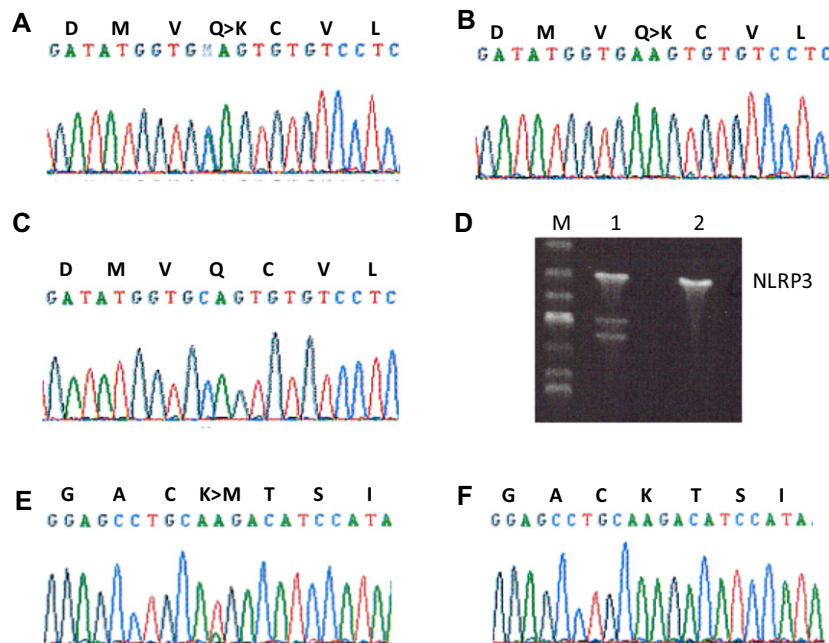 A
D M V Q>K C V L
GATATGGTGMAGTGTGTCCTC
B
D M V Q>K C V L
GATATGGTGAAGTGTGTCCTC
C
D M V Q C V L
GATATGGTGCAGTGTGTCCTC
D
M 1 2
NLRP3
E
G A C K>M T S I
GGAGCCTGCAAGACATCCATA
F
G A C K T S I
GGAGCCTGCAAGACATCCATA